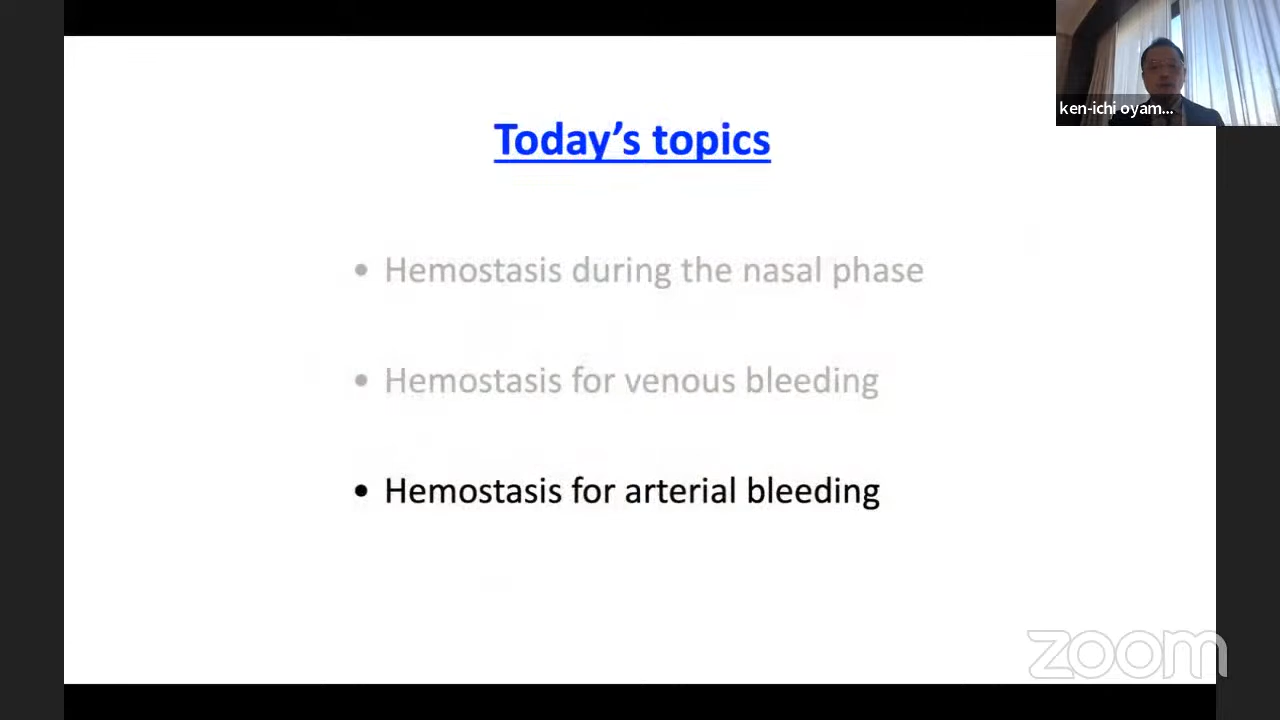 Today's topics
ken-ichi oyam...
• Hemostasis during the nasal phase
• Hemostasis for venous bleeding
• Hemostasis for arterial bleeding
zoom